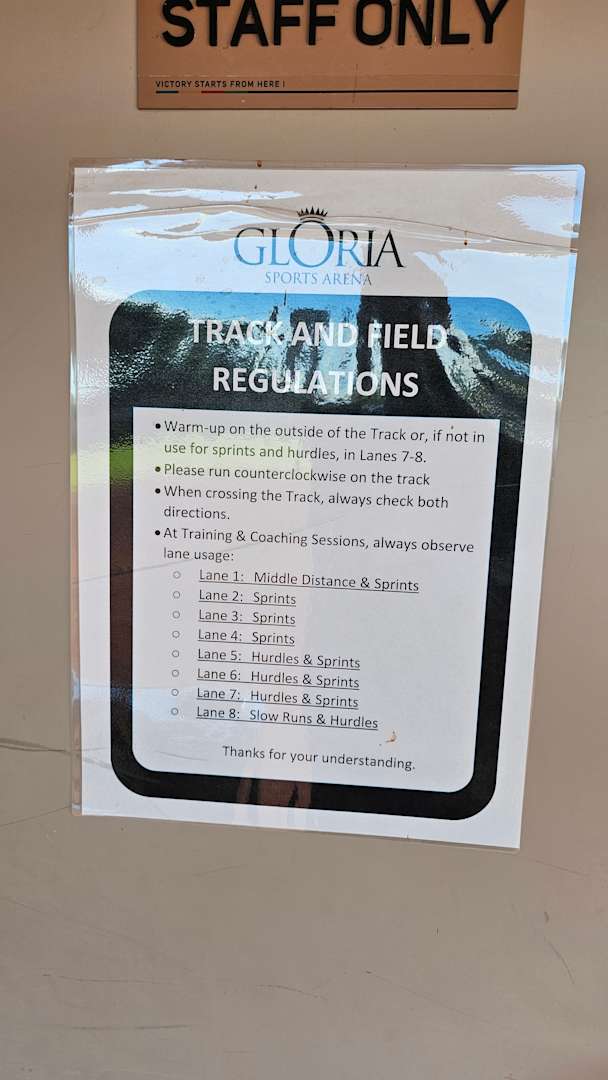 STAFF ONLY
VICTORY STARTS FROM HERE !
GLORIA
SPORTS ARENA
TRACK AND FIELD
REGULATIONS
• Warm-up on the outside of the Track or, if not in
use for sprints and hurdles, in Lanes 7-8.
• Please run counterclockwise on the track
• When crossing the Track, always check both
directions.
• At Training & Coaching Sessions, always observe
lane usage:
○ Lane 1: Middle Distance & Sprints
○ Lane 2: Sprints
○ Lane 3: Sprints
○ Lane 4: Sprints
○ Lane 5: Hurdles & Sprints
○ Lane 6: Hurdles & Sprints
○ Lane 7: Hurdles & Sprints
○ Lane 8: Slow Runs & Hurdles
Thanks for your understanding.